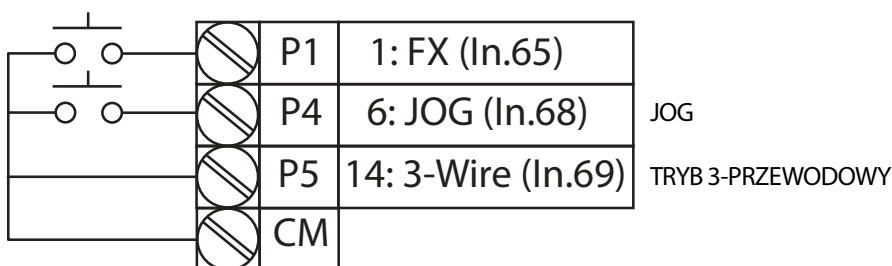 P1 1: FX (In.65)
P4 6: JOG (In.68) JOG
P5 14: 3-Wire (In.69) TRYB 3-PRZEWODOWY
CM